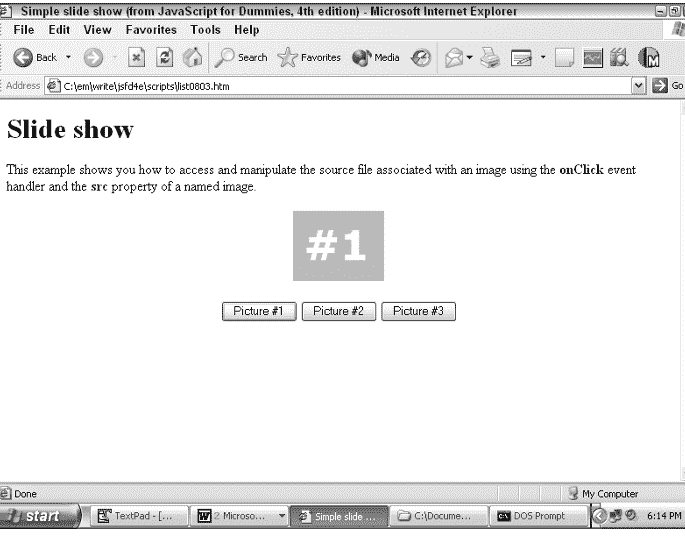 Simple slide show (from JavaScript for Dummies, 4th edition) - Microsoft Internet Explorer
File Edit View Favorites Tools Help
Back Search Favorites Media
Address C:\em\write\jsfd4e\scripts\list0803.htm Go
Slide show
This example shows you how to access and manipulate the source file associated with an image using the onClick event
handler and the src property of a named image.
#1
Picture #1 Picture #2 Picture #3
Done My Computer
start TextPad - [... 2 Microso... Simple slide ... C:\Docume... DOS Prompt 6:14 PM